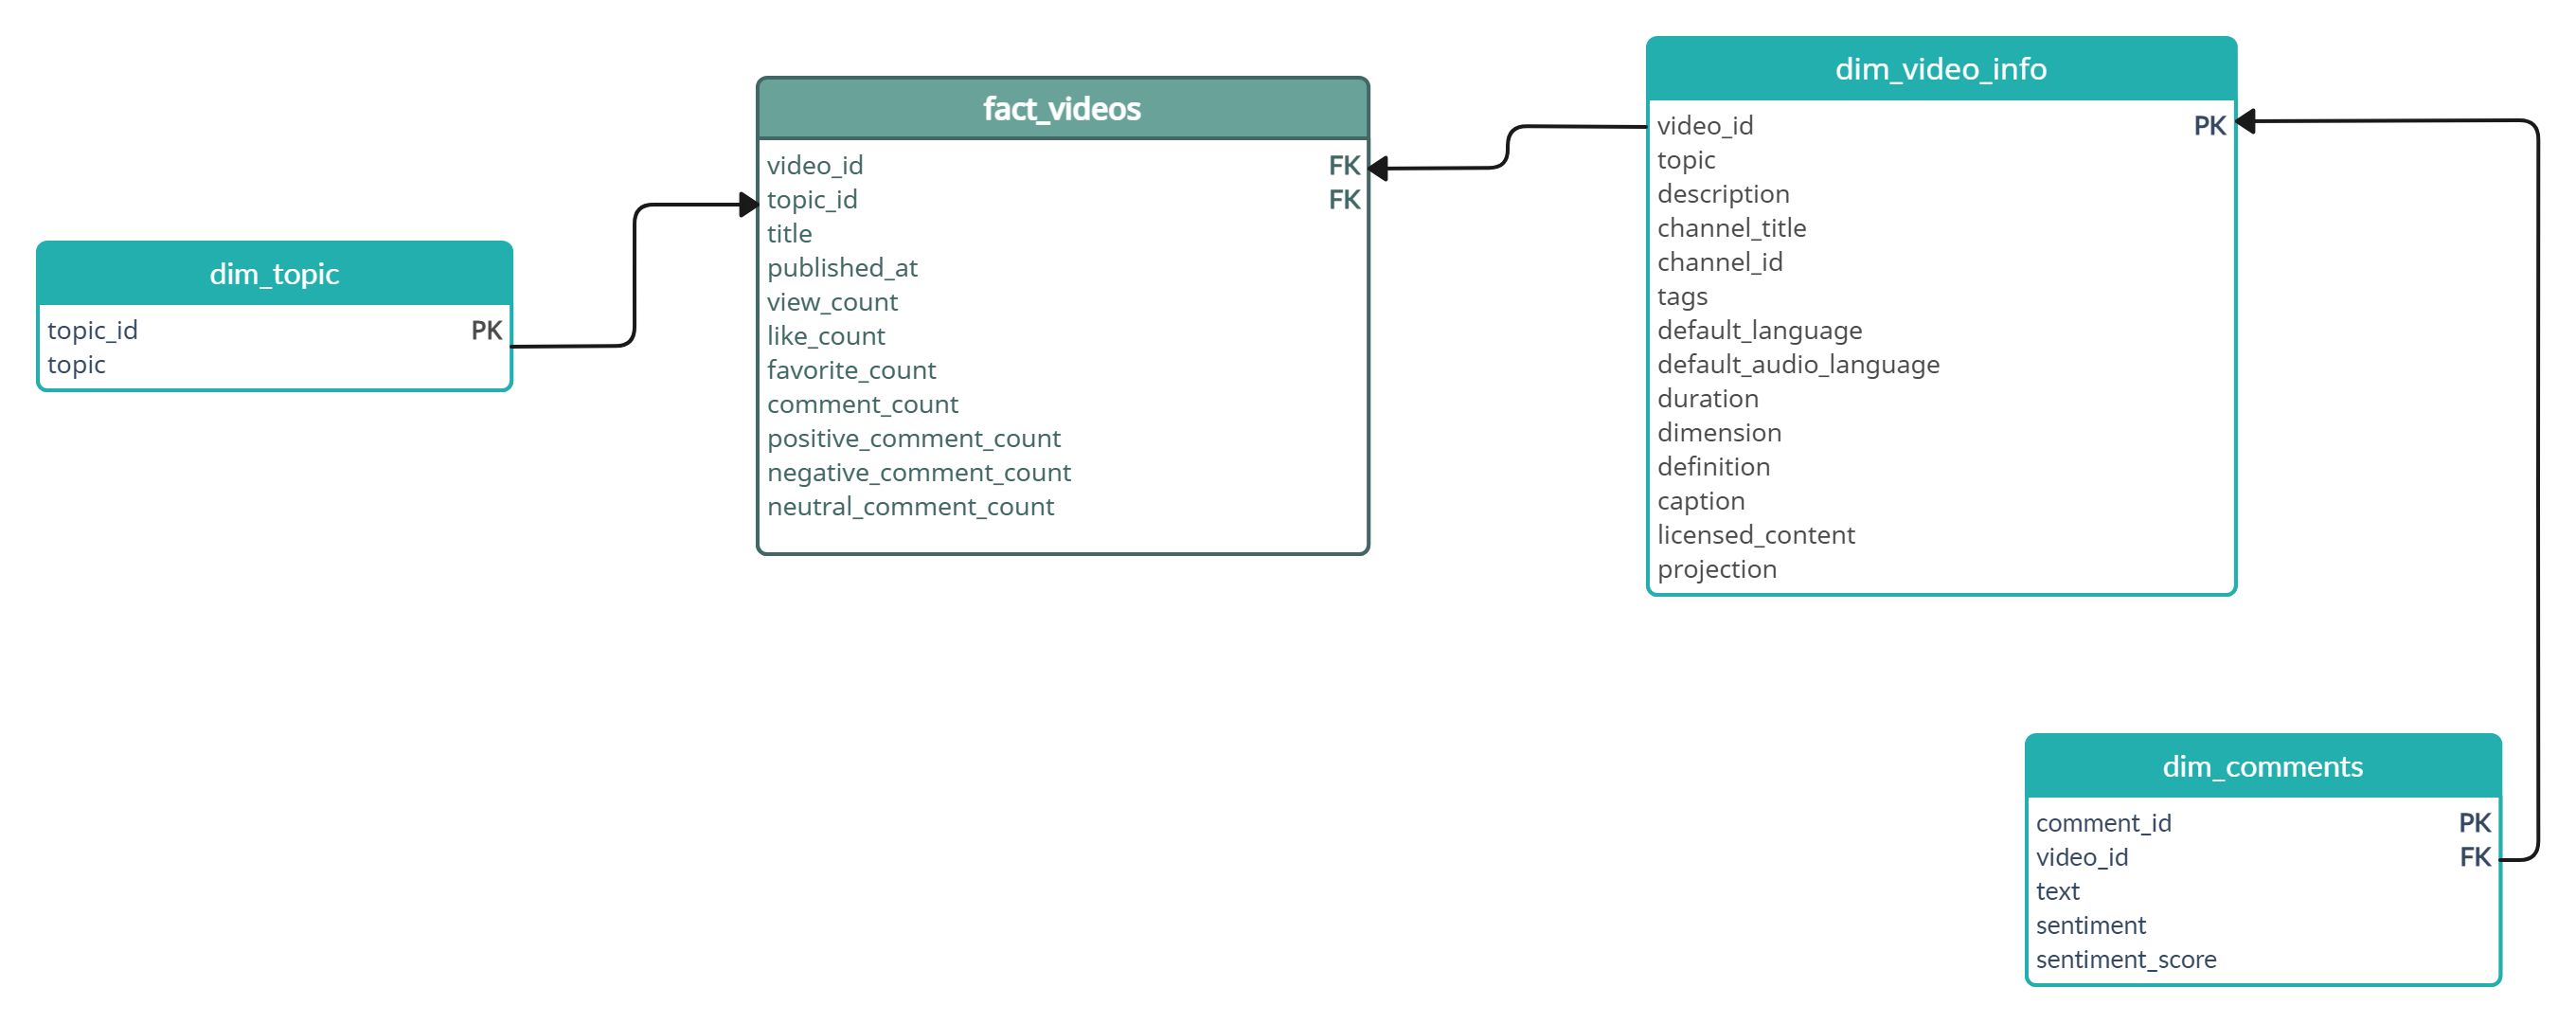 dim_topic
topic_id PK
topic
fact_videos
video_id FK
topic_id FK
title
published_at
view_count
like_count
favorite_count
comment_count
positive_comment_count
negative_comment_count
neutral_comment_count
dim_video_info
video_id PK
topic
description
channel_title
channel_id
tags
default_language
default_audio_language
duration
dimension
definition
caption
licensed_content
projection
dim_comments
comment_id PK
video_id FK
text
sentiment
sentiment_score